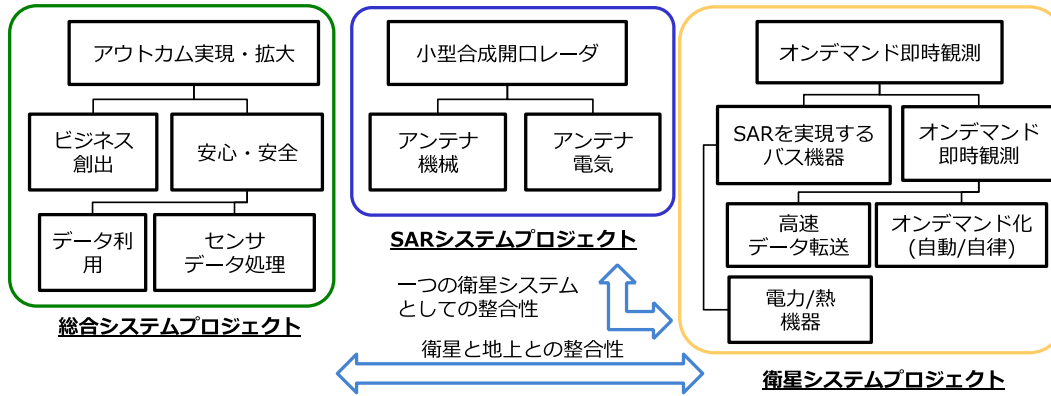 アウトカム実現・拡大
ビジネス
創出
安心・安全
データ利
用
センサ
データ処理
総合システムプロジェクト
小型合成開口レーダ
アンテナ
機械
アンテナ
電気
SARシステムプロジェクト
一つの衛星システム
としての整合性
衛星と地上との整合性
オンデマンド即時観測
SARを実現する
バス機器
オンデマンド
即時観測
高速
データ転送
オンデマンド化
(自動/自律)
電力/熱
機器
衛星システムプロジェクト